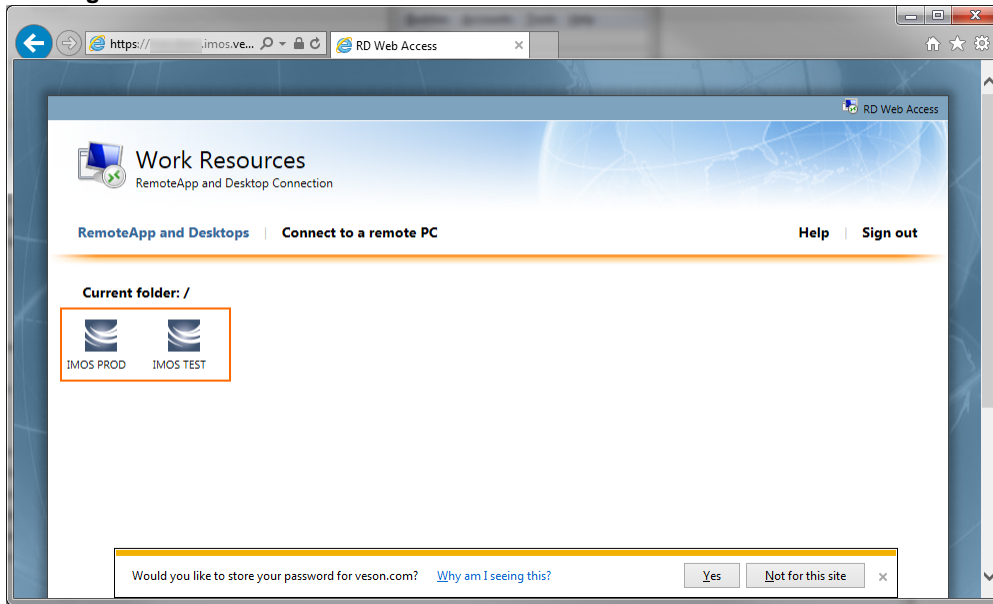 https:// .imos.ve...
RD Web Access
RD Web Access
Work Resources
RemoteApp and Desktop Connection
RemoteApp and Desktops | Connect to a remote PC
Help | Sign out
Current folder: /
IMOS PROD
IMOS TEST
Would you like to store your password for veson.com? Why am I seeing this?
Yes
Not for this site